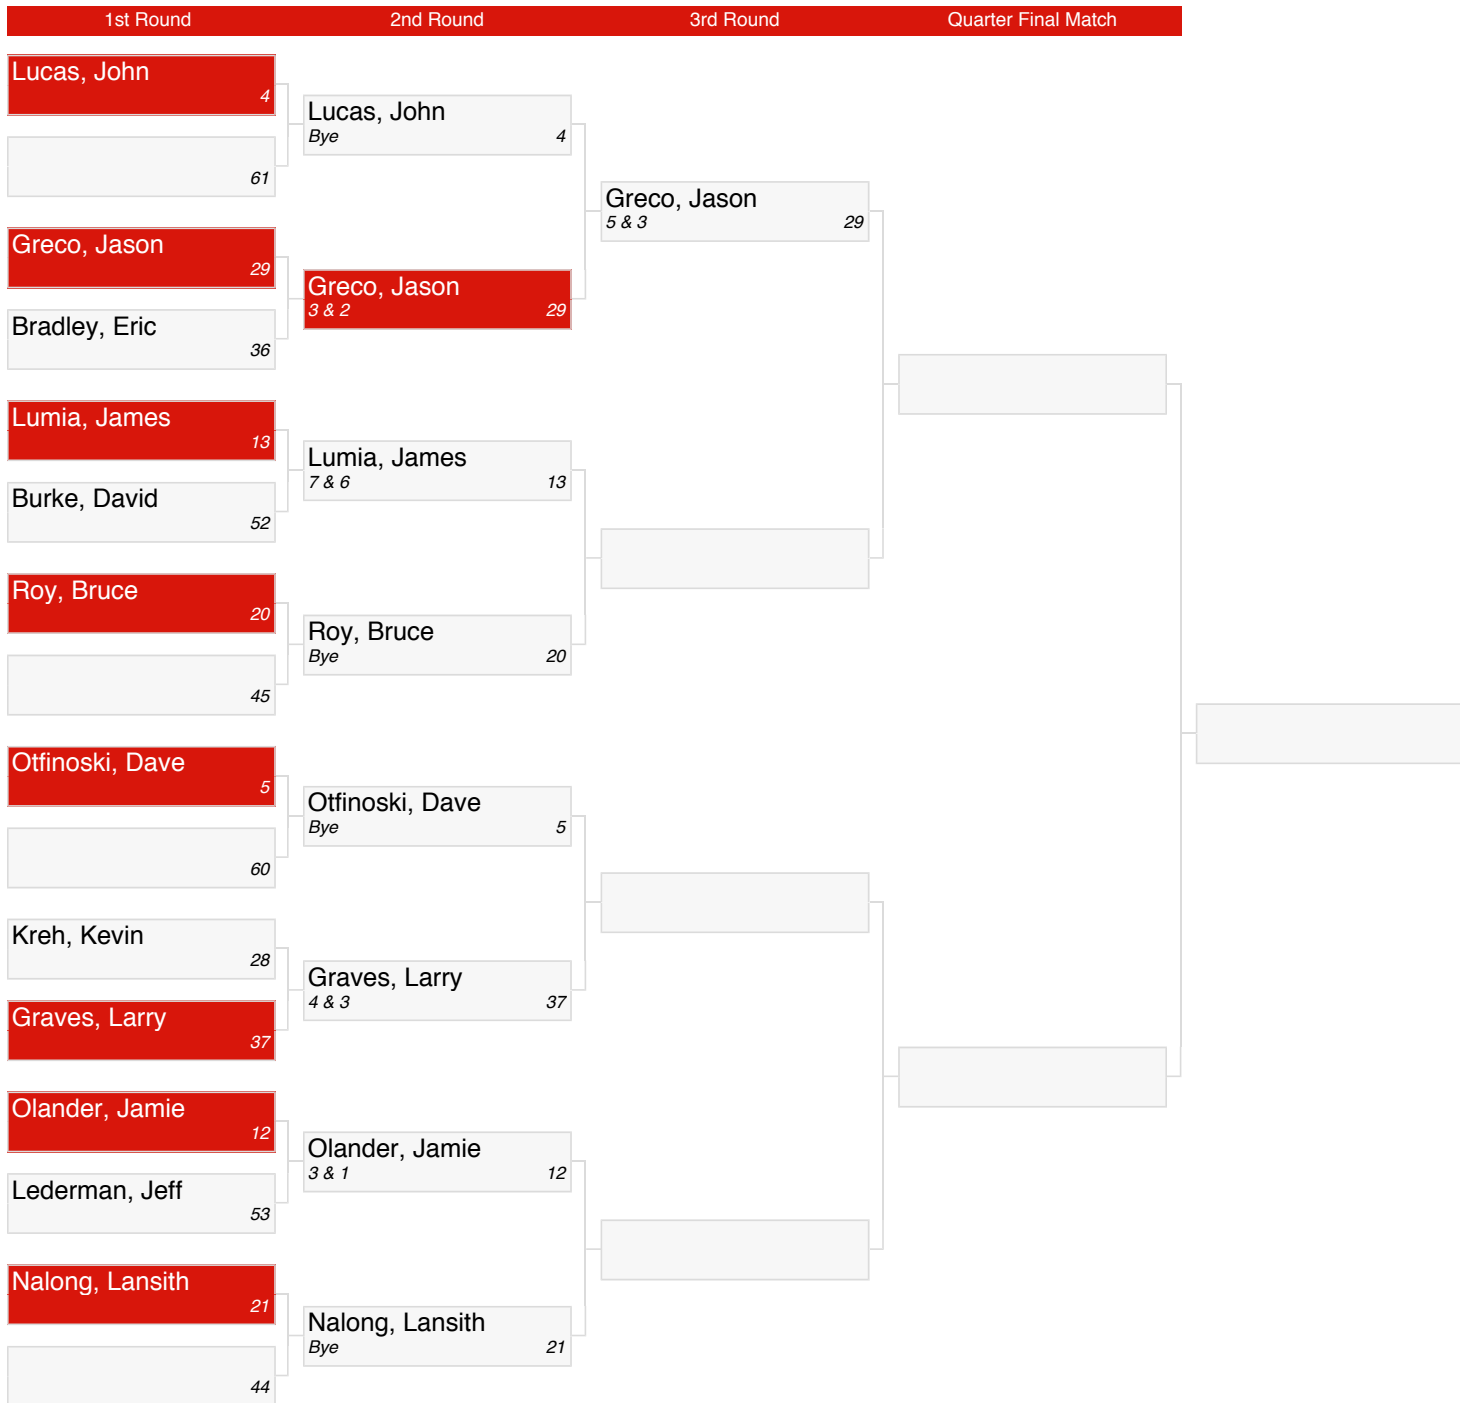 1st Round 2nd Round 3rd Round Quarter Final Match
Lucas, John
4
61
Greco, Jason
29
Bradley, Eric
36
Lumia, James
13
Burke, David
52
Roy, Bruce
20
45
Otfinoski, Dave
5
60
Kreh, Kevin
28
Graves, Larry
37
Olander, Jamie
12
Lederman, Jeff
53
Nalong, Lansith
21
44
Lucas, John
Bye 4
Greco, Jason
3 & 2 29
Lumia, James
7 & 6 13
Roy, Bruce
Bye 20
Otfinoski, Dave
Bye 5
Graves, Larry
4 & 3 37
Olander, Jamie
3 & 1 12
Nalong, Lansith
Bye 21
Greco, Jason
5 & 3 29